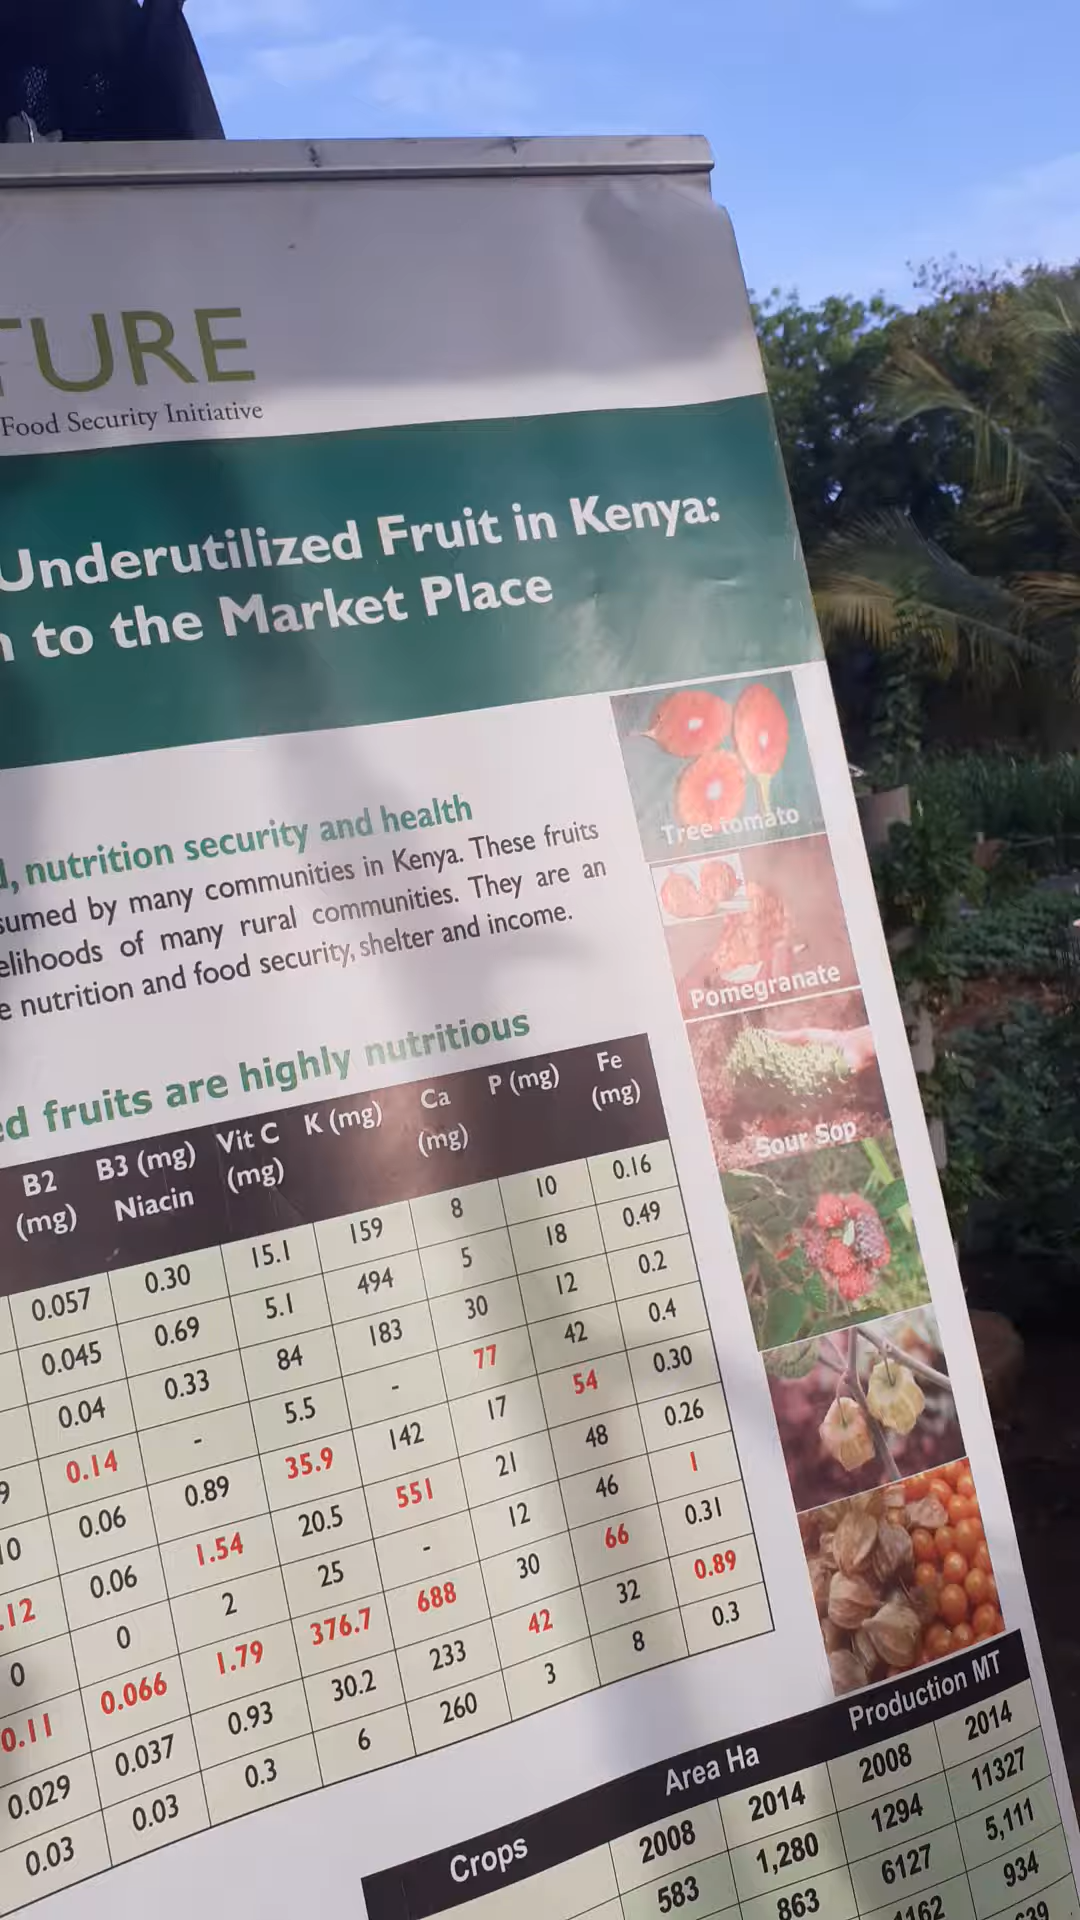 TURE
Food Security Initiative
Underutilized Fruit in Kenya:
n to the Market Place
d, nutrition security and health
sumed by many communities in Kenya. These fruits
elihoods of many rural communities. They are an
e nutrition and food security, shelter and income.
ed fruits are highly nutritious
B2 (mg) B3 (mg) Niacin Vit C (mg) K (mg) Ca (mg) P (mg) Fe (mg)
0.057 0.30 15.1 159 8 10 0.16
0.045 0.69 5.1 494 5 18 0.49
0.04 0.33 84 183 30 12 0.2
9 0.14 - 5.5 - 77 42 0.4
10 0.06 0.89 35.9 142 17 54 0.30
.12 0.06 1.54 20.5 551 21 48 0.26
0 0 2 25 - 12 46 1
0.11 0.066 1.79 376.7 688 30 66 0.31
0.029 0.037 0.93 30.2 233 42 32 0.89
0.03 0.03 0.3 6 260 3 8 0.3
Tree tomato
Pomegranate
Sour Sop
Crops Area Ha Production MT
2008 2014 2008 2014
583 1,280 1294 11327
863 6127 5,111
934